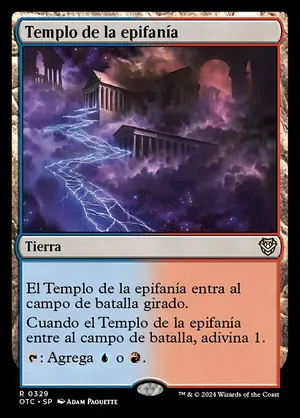 Templo de la epifanía
Tierra
El Templo de la epifanía entra al
campo de batalla girado.
Cuando el Templo de la epifanía
entre al campo de batalla, adivina 1.
: Agrega o .
R 0329
OTC • SP Adam Paquette
™ & © 2024 Wizards of the Coast